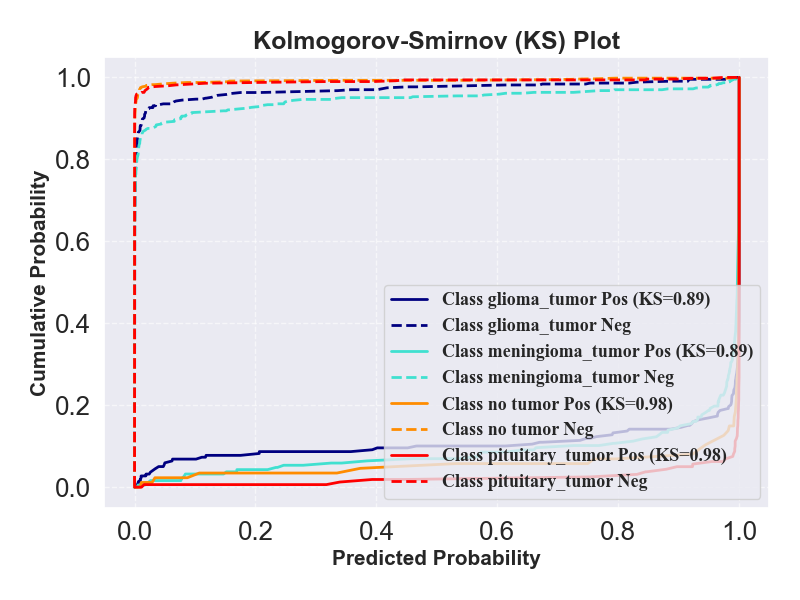 Kolmogorov-Smirnov (KS) Plot
Cumulative Probability
1.0
0.8
0.6
0.4
0.2
0.0
Class glioma_tumor Pos (KS=0.89)
Class glioma_tumor Neg
Class meningioma_tumor Pos (KS=0.89)
Class meningioma_tumor Neg
Class no tumor Pos (KS=0.98)
Class no tumor Neg
Class pituitary_tumor Pos (KS=0.98)
Class pituitary_tumor Neg
0.0 0.2 0.4 0.6 0.8 1.0
Predicted Probability